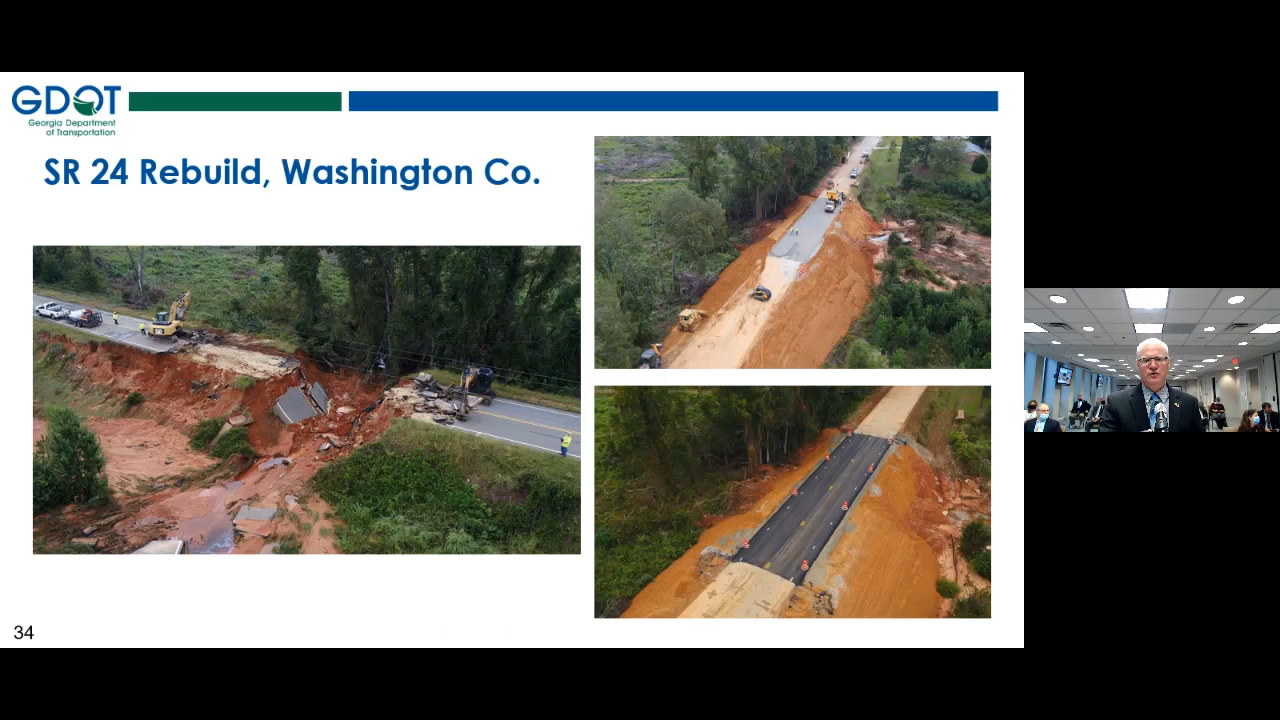 GDOT
Georgia Department
of Transportation
SR 24 Rebuild, Washington Co.
34